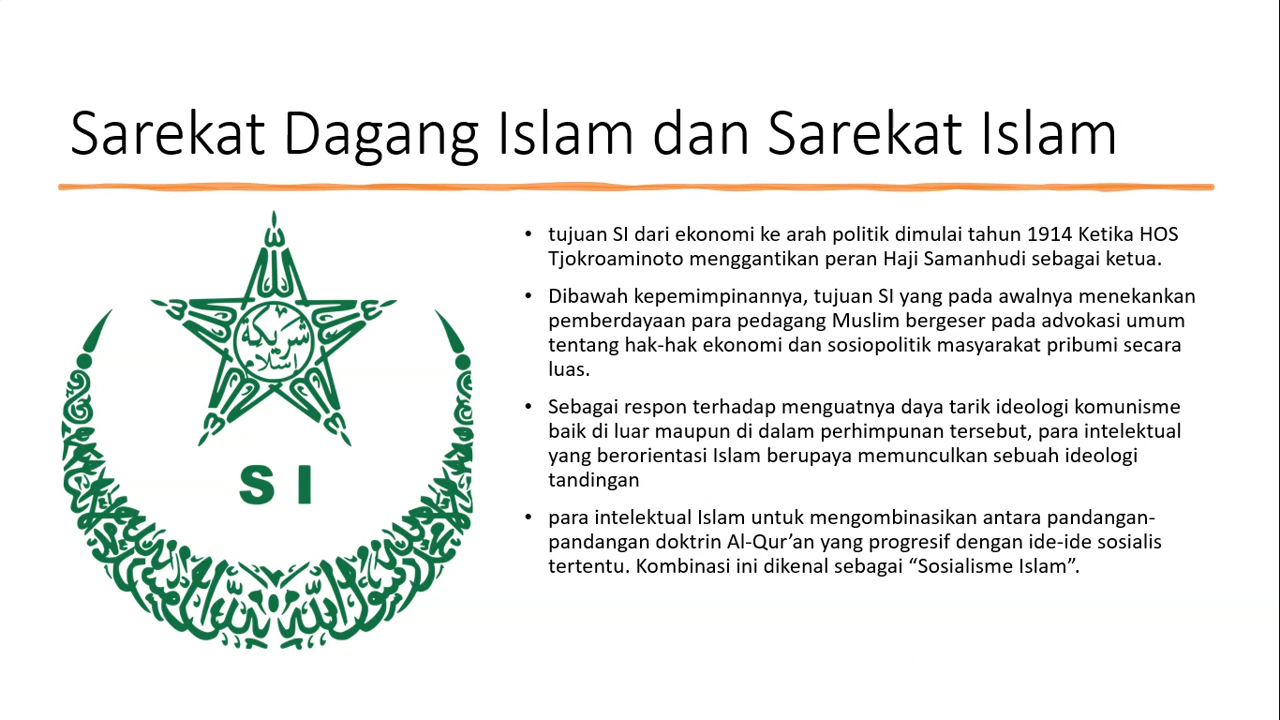 Sarekat Dagang Islam dan Sarekat Islam
شريكة
اسلام
S I
• tujuan SI dari ekonomi ke arah politik dimulai tahun 1914 Ketika HOS
Tjokroaminoto menggantikan peran Haji Samanhudi sebagai ketua.
• Dibawah kepemimpinannya, tujuan SI yang pada awalnya menekankan
pemberdayaan para pedagang Muslim bergeser pada advokasi umum
tentang hak-hak ekonomi dan sosiopolitik masyarakat pribumi secara
luas.
• Sebagai respon terhadap menguatnya daya tarik ideologi komunisme
baik di luar maupun di dalam perhimpunan tersebut, para intelektual
yang berorientasi Islam berupaya memunculkan sebuah ideologi
tandingan
• para intelektual Islam untuk mengombinasikan antara pandangan-
pandangan doktrin Al-Qur’an yang progresif dengan ide-ide sosialis
tertentu. Kombinasi ini dikenal sebagai “Sosialisme Islam”.